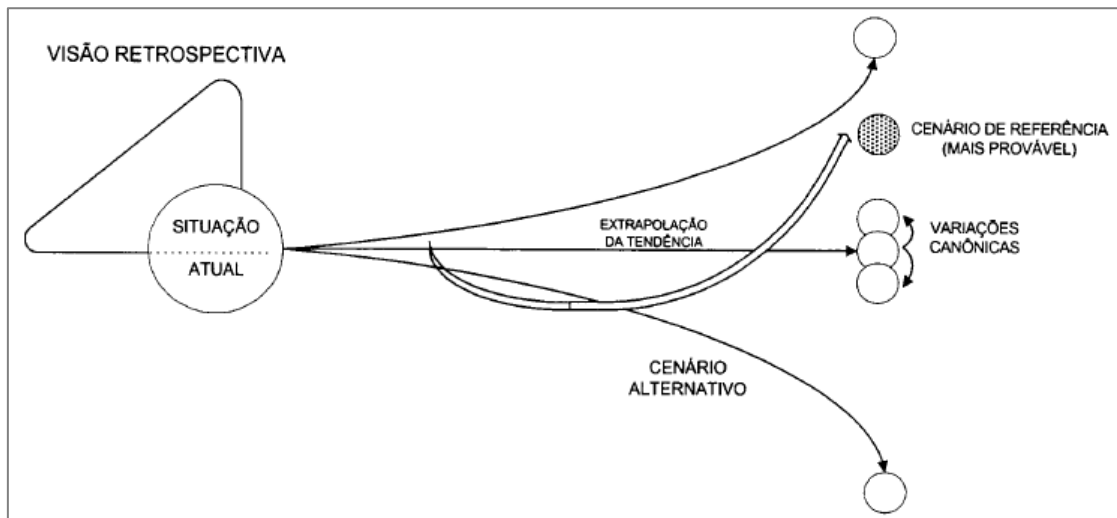 VISÃO RETROSPECTIVA
CENÁRIO DE REFERÊNCIA
(MAIS PROVÁVEL)
SITUAÇÃO
ATUAL
EXTRAPOLAÇÃO
DA TENDÊNCIA
VARIAÇÕES
CANÔNICAS
CENÁRIO
ALTERNATIVO